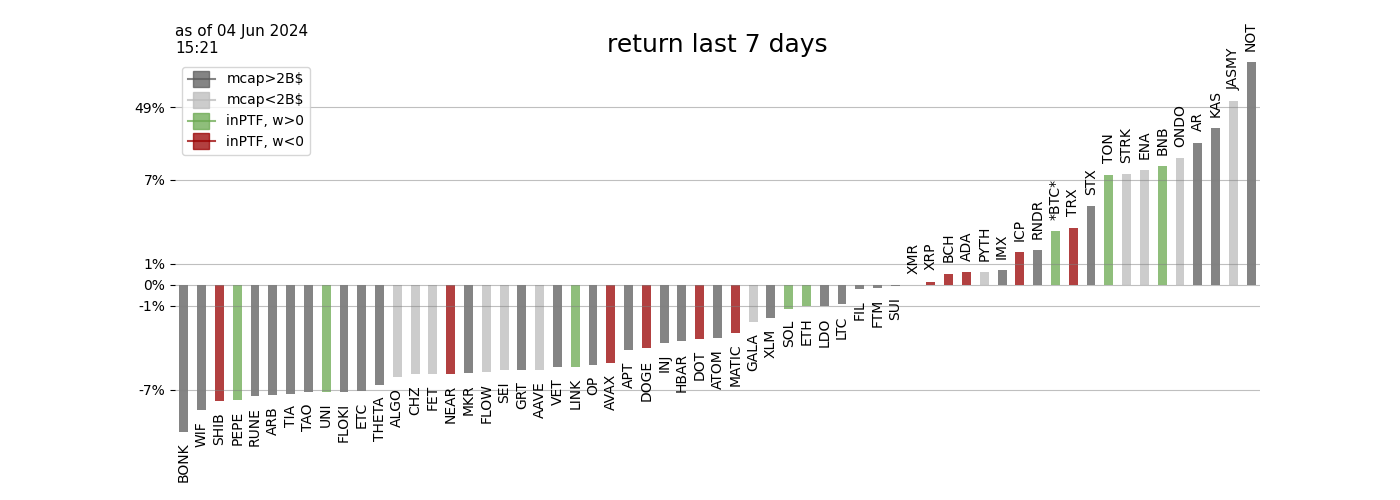 as of 04 Jun 2024
15:21
return last 7 days
mcap>2B$
mcap<2B$
inPTF, w>0
inPTF, w<0
49%
7%
1%
0%
-1%
-7%
BONK
WIF
SHIB
PEPE
RUNE
ARB
TIA
TAO
UNI
FLOKI
ETC
THETA
ALGO
CHZ
FET
NEAR
MKR
FLOW
SEI
GRT
AAVE
VET
LINK
OP
AVAX
APT
DOGE
INJ
HBAR
DOT
ATOM
MATIC
GALA
XLM
SOL
ETH
LDO
LTC
FIL
FTM
SUI
XMR
XRP
BCH
ADA
PYTH
IMX
ICP
RNDR
*BTC*
TRX
STX
TON
STRK
ENA
BNB
ONDO
AR
KAS
JASMY
NOT